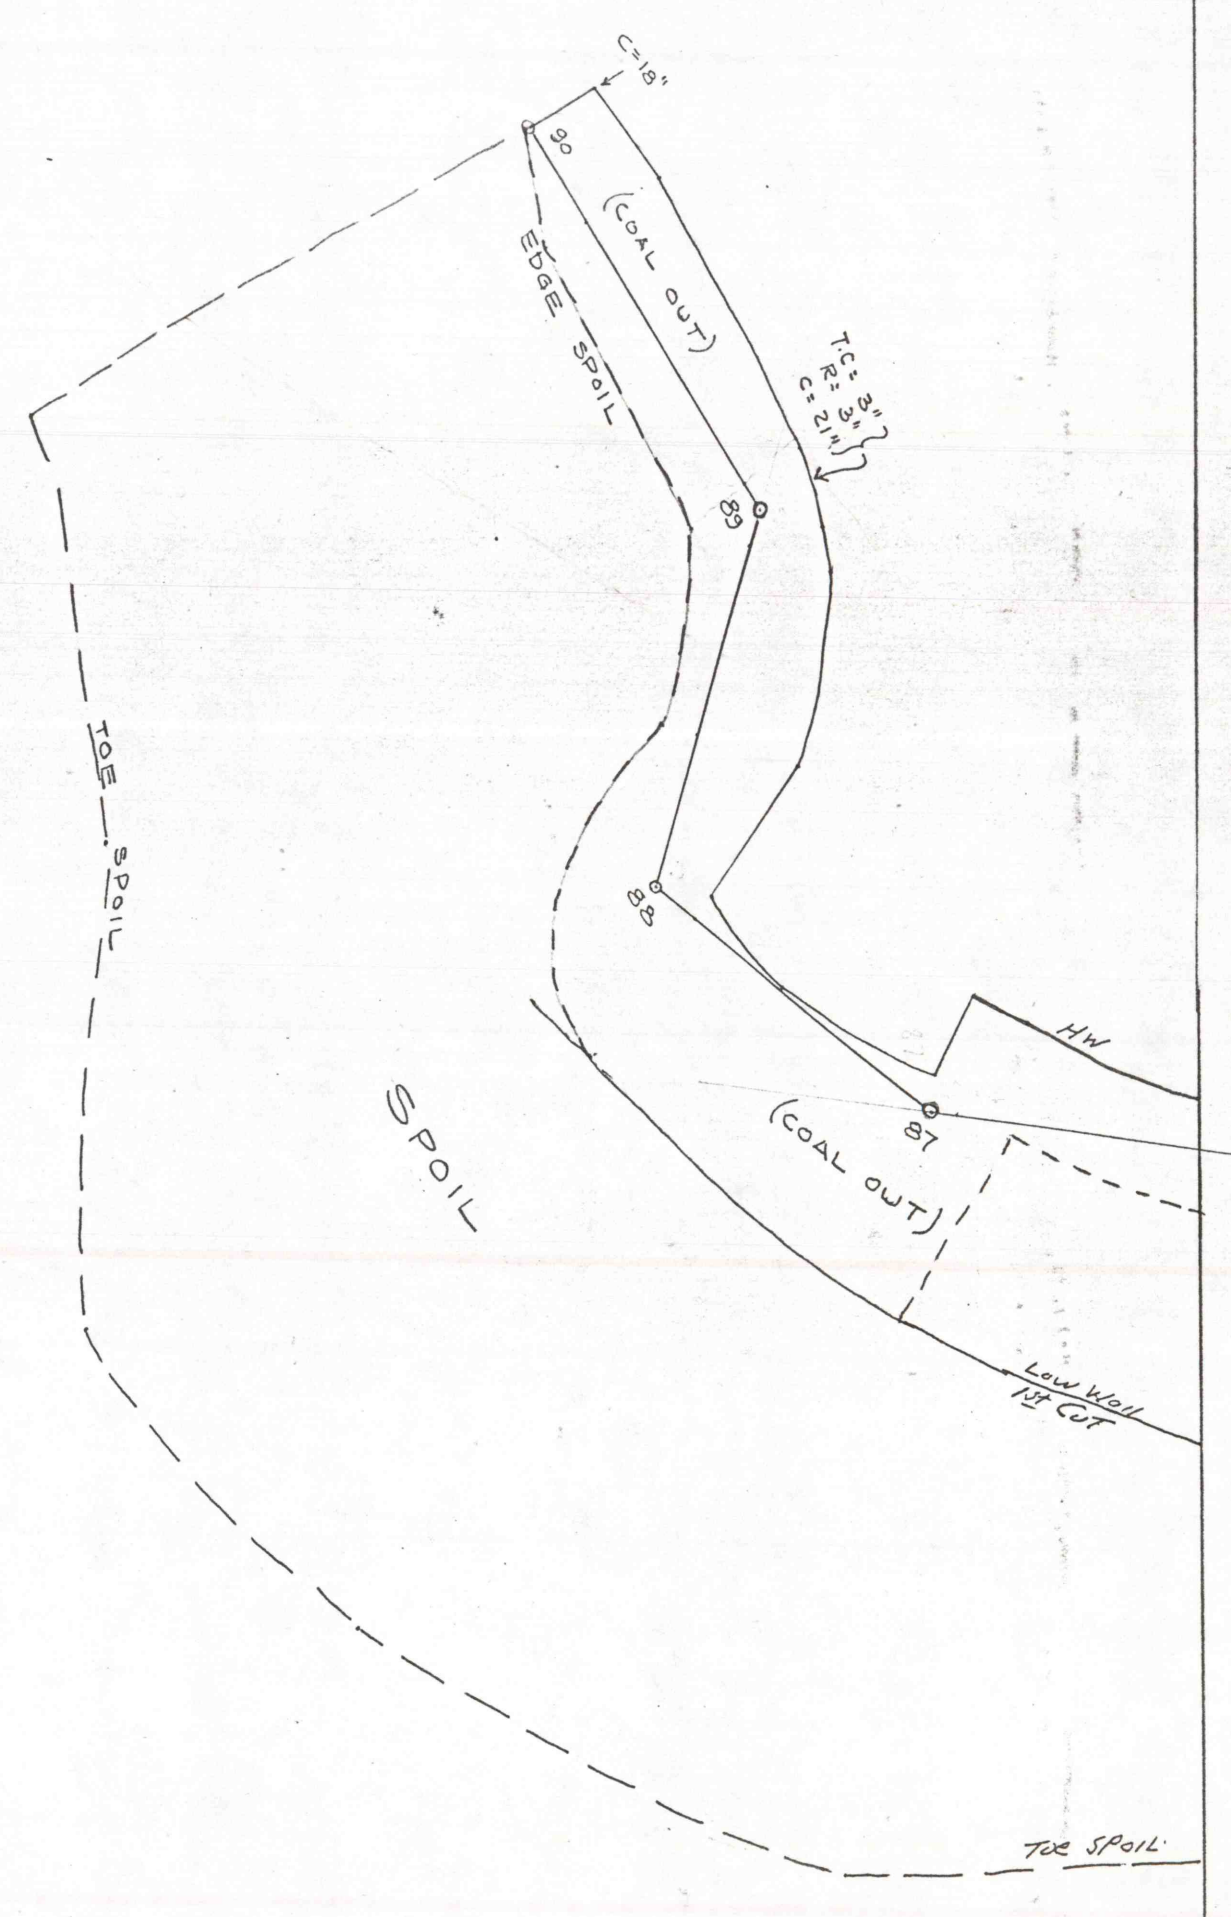 C=18"
90
(COAL OUT)
EDGE SPOIL
T.C= 3"
R= 3"
C= 21"
89
TOE SPOIL
88
HW
87
(COAL OUT)
SPOIL
Low Wall
1st Cut
Toe SPOIL